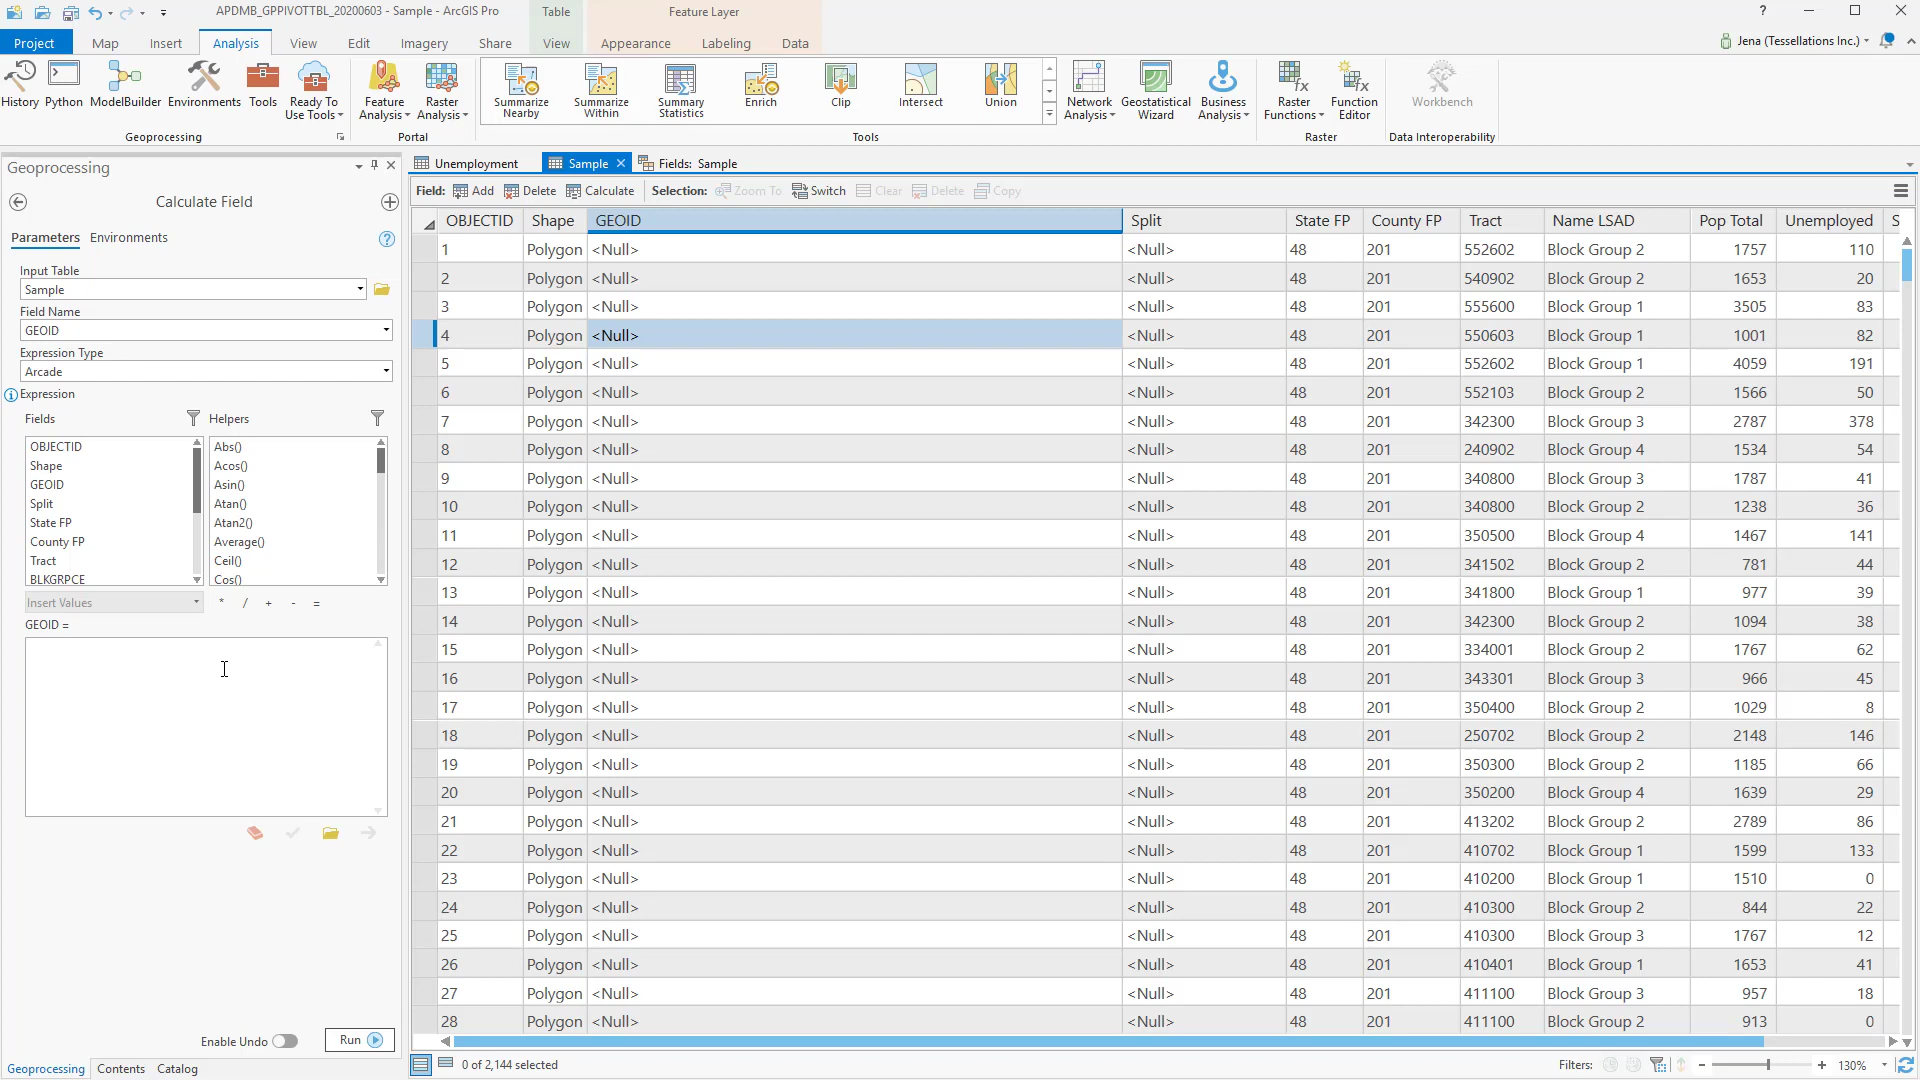 APDMB_GPPIVOTTBL_20200603 - Sample - ArcGIS Pro
Table
Feature Layer
?
Project Map Insert Analysis View Edit Imagery Share View Appearance Labeling Data
Jena (Tessellations Inc.)
History Python ModelBuilder Environments Tools Ready To Use Tools
Feature Analysis Raster Analysis
Summarize Nearby Summarize Within Summary Statistics Enrich Clip Intersect Union
Network Analysis Geostatistical Wizard Business Analysis
Raster Functions Function Editor
Workbench
Geoprocessing Portal Tools Raster Data Interoperability
Geoprocessing
Calculate Field
Parameters Environments
Input Table
Sample
Field Name
GEOID
Expression Type
Arcade
Expression
Fields Helpers
OBJECTID Abs()
Shape Acos()
GEOID Asin()
Split Atan()
State FP Atan2()
County FP Average()
Tract Ceil()
BLKGRPCE Cos()
Insert Values * / + - =
GEOID =
Enable Undo Run
Geoprocessing Contents Catalog
Unemployment Sample Fields: Sample
Field: Add Delete Calculate Selection: Zoom To Switch Clear Delete Copy
OBJECTID Shape GEOID Split State FP County FP Tract Name LSAD Pop Total Unemployed S
1 Polygon <Null> <Null> 48 201 552602 Block Group 2 1757 110
2 Polygon <Null> <Null> 48 201 540902 Block Group 2 1653 20
3 Polygon <Null> <Null> 48 201 555600 Block Group 1 3505 83
4 Polygon <Null> <Null> 48 201 550603 Block Group 1 1001 82
5 Polygon <Null> <Null> 48 201 552602 Block Group 1 4059 191
6 Polygon <Null> <Null> 48 201 552103 Block Group 2 1566 50
7 Polygon <Null> <Null> 48 201 342300 Block Group 3 2787 378
8 Polygon <Null> <Null> 48 201 240902 Block Group 4 1534 54
9 Polygon <Null> <Null> 48 201 340800 Block Group 3 1787 41
10 Polygon <Null> <Null> 48 201 340800 Block Group 2 1238 36
11 Polygon <Null> <Null> 48 201 350500 Block Group 4 1467 141
12 Polygon <Null> <Null> 48 201 341502 Block Group 2 781 44
13 Polygon <Null> <Null> 48 201 341800 Block Group 1 977 39
14 Polygon <Null> <Null> 48 201 342300 Block Group 2 1094 38
15 Polygon <Null> <Null> 48 201 334001 Block Group 2 1767 62
16 Polygon <Null> <Null> 48 201 343301 Block Group 3 966 45
17 Polygon <Null> <Null> 48 201 350400 Block Group 2 1029 8
18 Polygon <Null> <Null> 48 201 250702 Block Group 2 2148 146
19 Polygon <Null> <Null> 48 201 350300 Block Group 2 1185 66
20 Polygon <Null> <Null> 48 201 350200 Block Group 4 1639 29
21 Polygon <Null> <Null> 48 201 413202 Block Group 2 2789 86
22 Polygon <Null> <Null> 48 201 410702 Block Group 1 1599 133
23 Polygon <Null> <Null> 48 201 410200 Block Group 1 1510 0
24 Polygon <Null> <Null> 48 201 410300 Block Group 2 844 22
25 Polygon <Null> <Null> 48 201 410300 Block Group 3 1767 12
26 Polygon <Null> <Null> 48 201 410401 Block Group 1 1653 41
27 Polygon <Null> <Null> 48 201 411100 Block Group 3 957 18
28 Polygon <Null> <Null> 48 201 411100 Block Group 2 913 0
0 of 2,144 selected
Filters: - + 130%